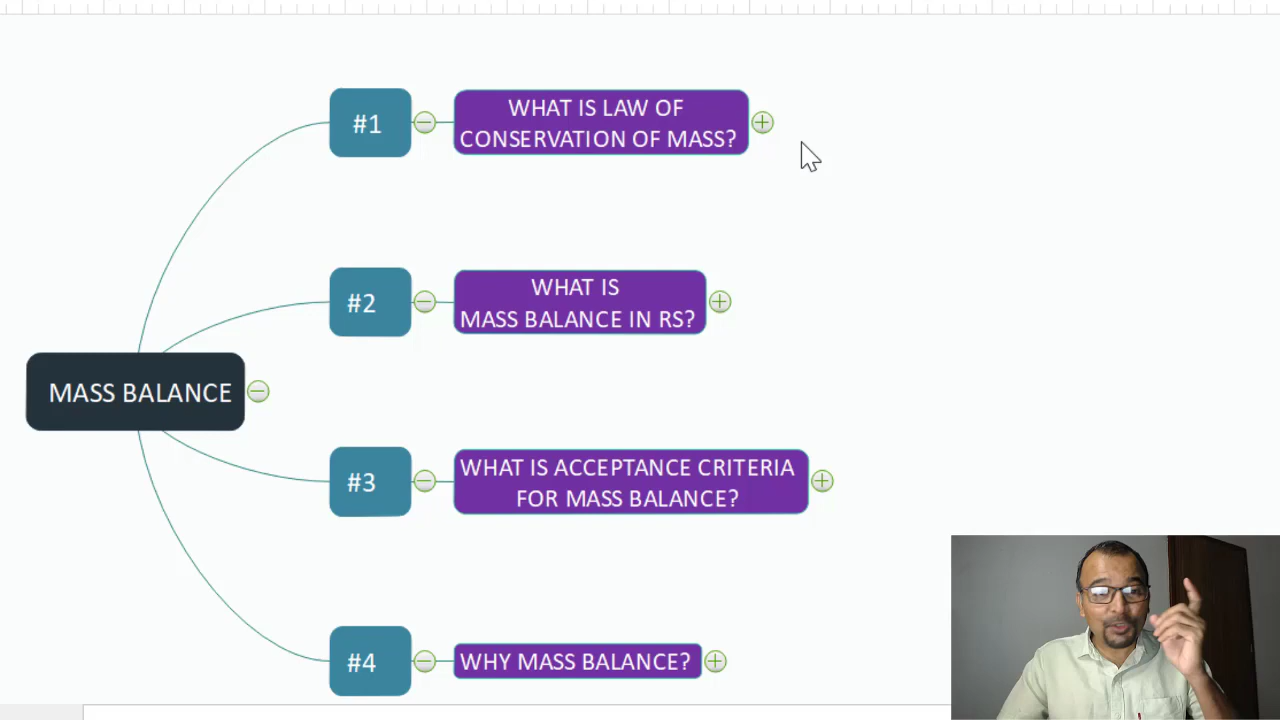 #1
WHAT IS LAW OF
CONSERVATION OF MASS?
#2
WHAT IS
MASS BALANCE IN RS?
MASS BALANCE
#3
WHAT IS ACCEPTANCE CRITERIA
FOR MASS BALANCE?
#4
WHY MASS BALANCE?